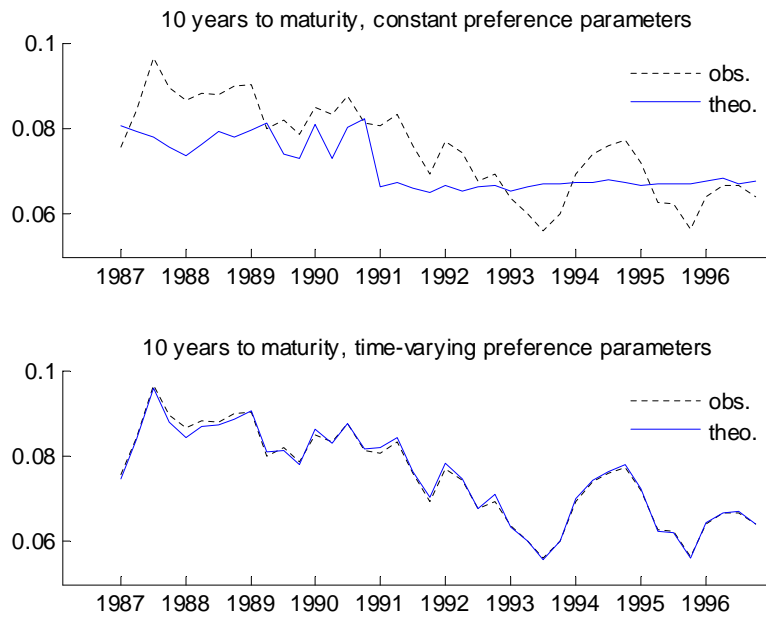 10 years to maturity, constant preference parameters
0.1
obs.
theo.
0.08
0.06
1987 1988 1989 1990 1991 1992 1993 1994 1995 1996
10 years to maturity, time-varying preference parameters
0.1
obs.
theo.
0.08
0.06
1987 1988 1989 1990 1991 1992 1993 1994 1995 1996